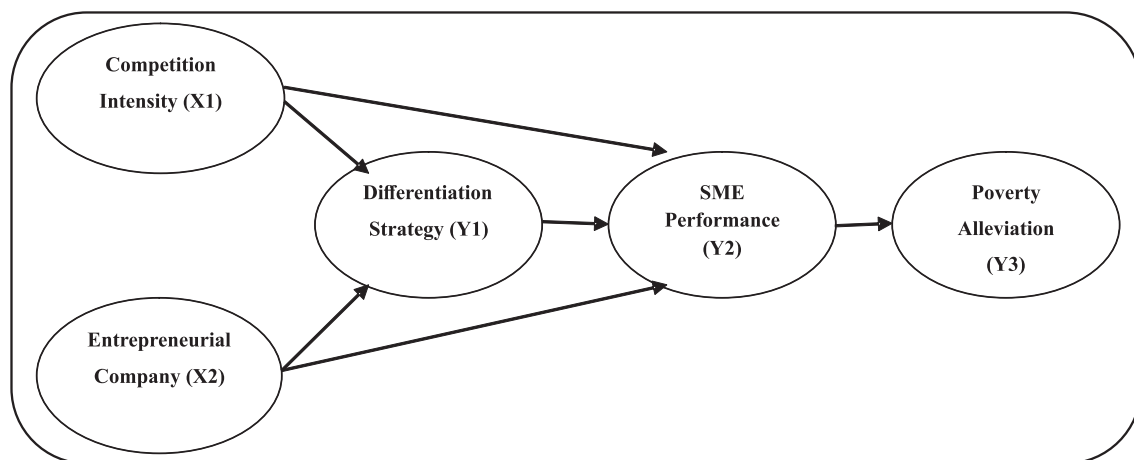 Competition
Intensity (X1)
Differentiation
Strategy (Y1)
SME
Performance
(Y2)
Poverty
Alleviation
(Y3)
Entrepreneurial
Company (X2)